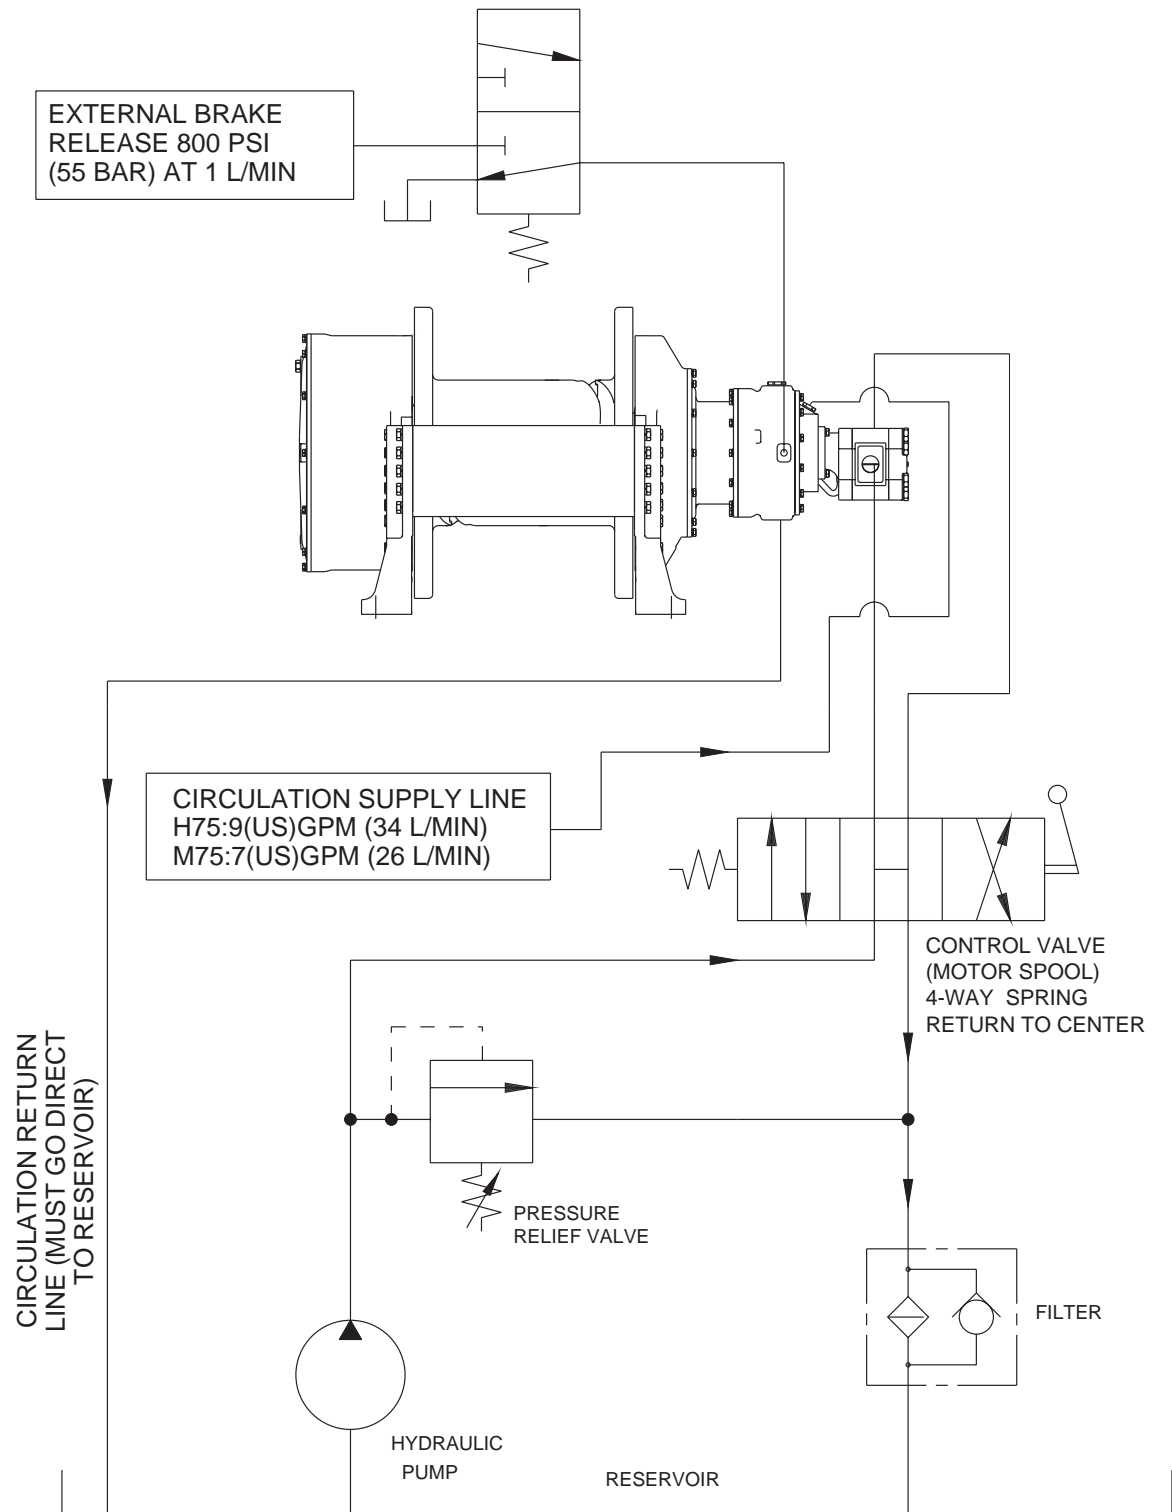 EXTERNAL BRAKE
RELEASE 800 PSI
(55 BAR) AT 1 L/MIN
CIRCULATION SUPPLY LINE
H75:9(US)GPM (34 L/MIN)
M75:7(US)GPM (26 L/MIN)
CONTROL VALVE
(MOTOR SPOOL)
4-WAY SPRING
RETURN TO CENTER
CIRCULATION RETURN
LINE (MUST GO DIRECT
TO RESERVOIR)
PRESSURE
RELIEF VALVE
FILTER
HYDRAULIC
PUMP
RESERVOIR